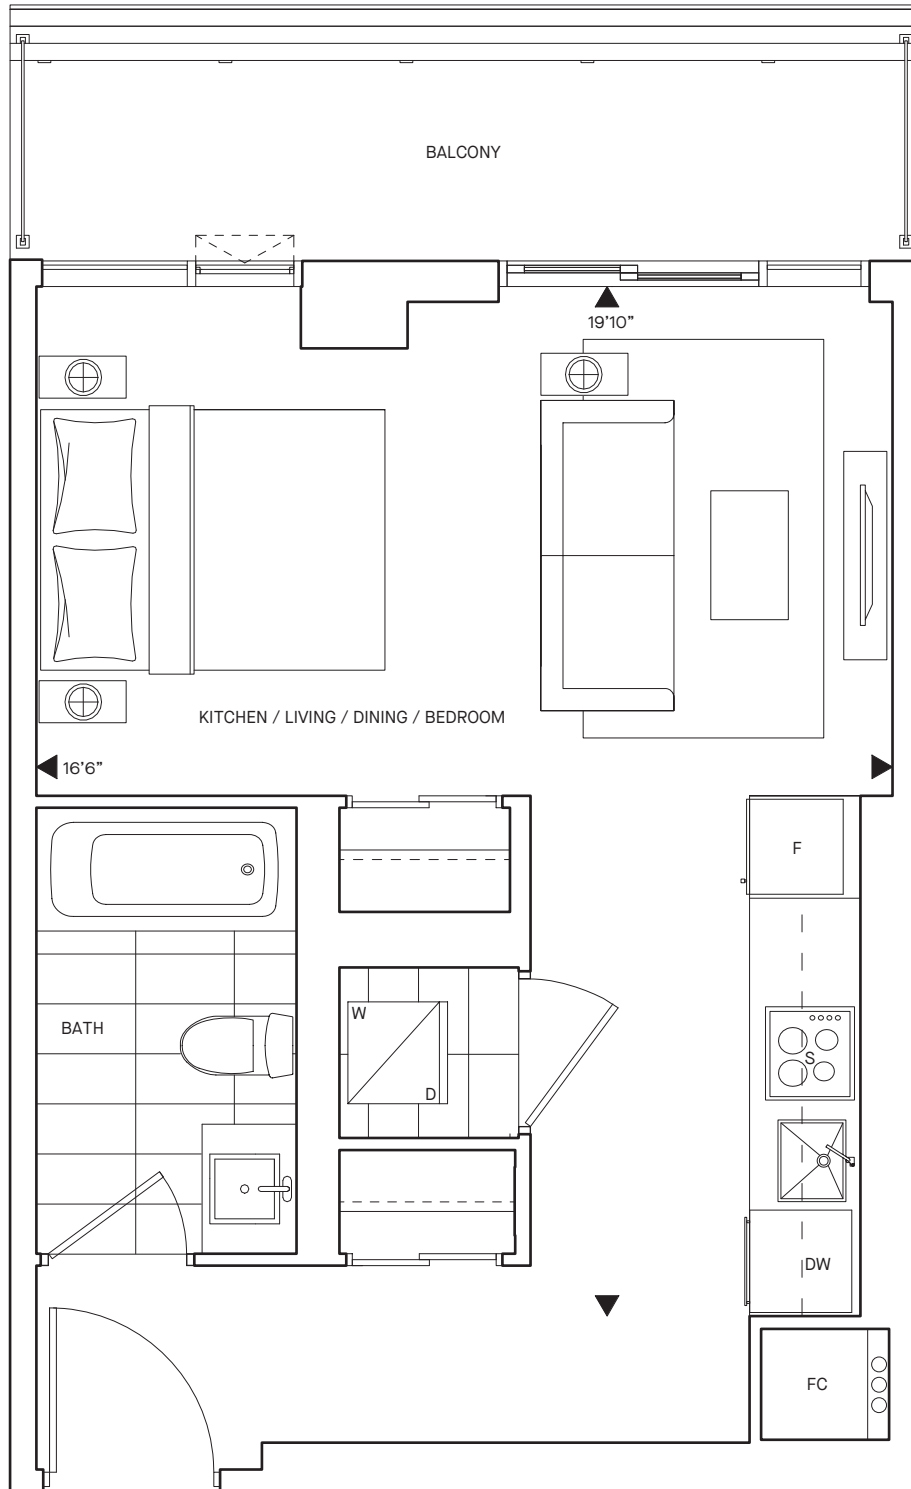 BALCONY
19’10”
KITCHEN / LIVING / DINING / BEDROOM
16’6”
F
BATH
W
D
S
DW
FC